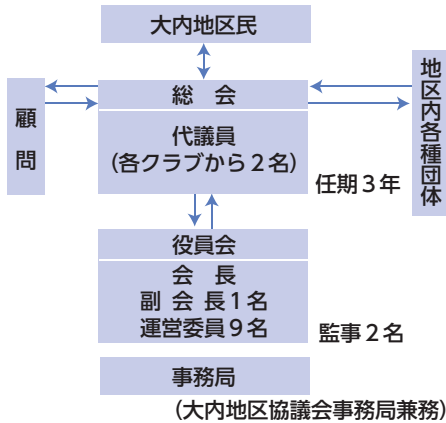 大内地区民
顧問
総　会
代議員
(各クラブから２名)
任期３年
地区内各種団体
役員会
会　長
副 会 長１名
運営委員９名
監事２名
事務局
(大内地区協議会事務局兼務)